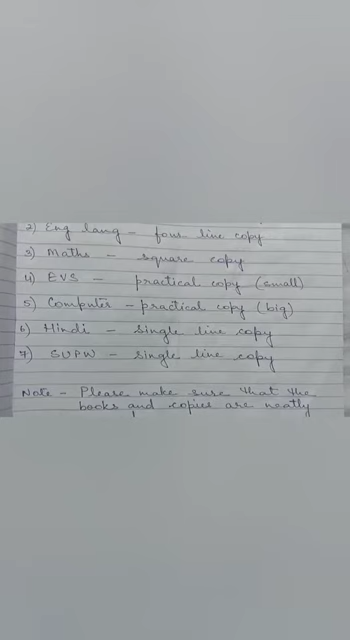 2) Eng lang - four line copy
3) Maths - square copy
4) EVS - practical copy (small)
5) Computer - practical copy (big)
6) Hindi - single line copy
7) SUPW - single line copy
Note - Please make sure that the
books and copies are neatly